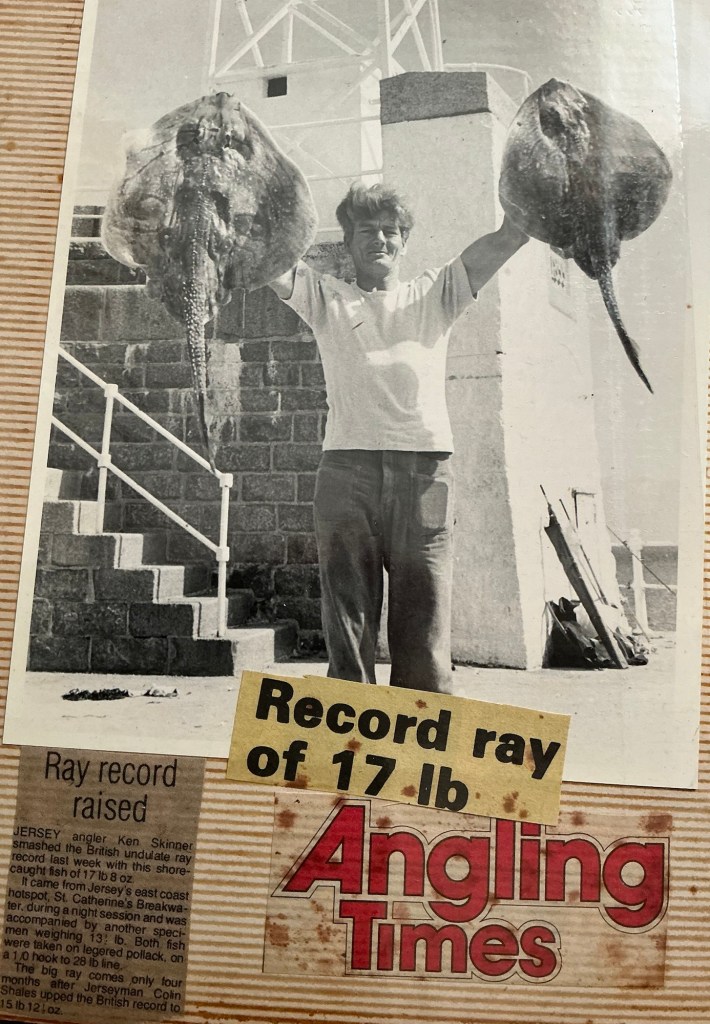 Record ray
of 17 lb
Ray record
raised
JERSEY angler Ken Skinner
smashed the British undulate ray
record last week with this shore-
caught fish of 17 lb 8 oz.
It came from Jersey's east coast
hotspot, St. Catherine's Breakwa-
ter, during a night session and was
accompanied by another speci-
men weighing 13½ lb. Both fish
were taken on legered pollack, on
a 1/0 hook to 28 lb line.
The big ray comes only four
months after Jerseyman Colin
Shales upped the British record to
15 lb 12½ oz.
Angling
Times